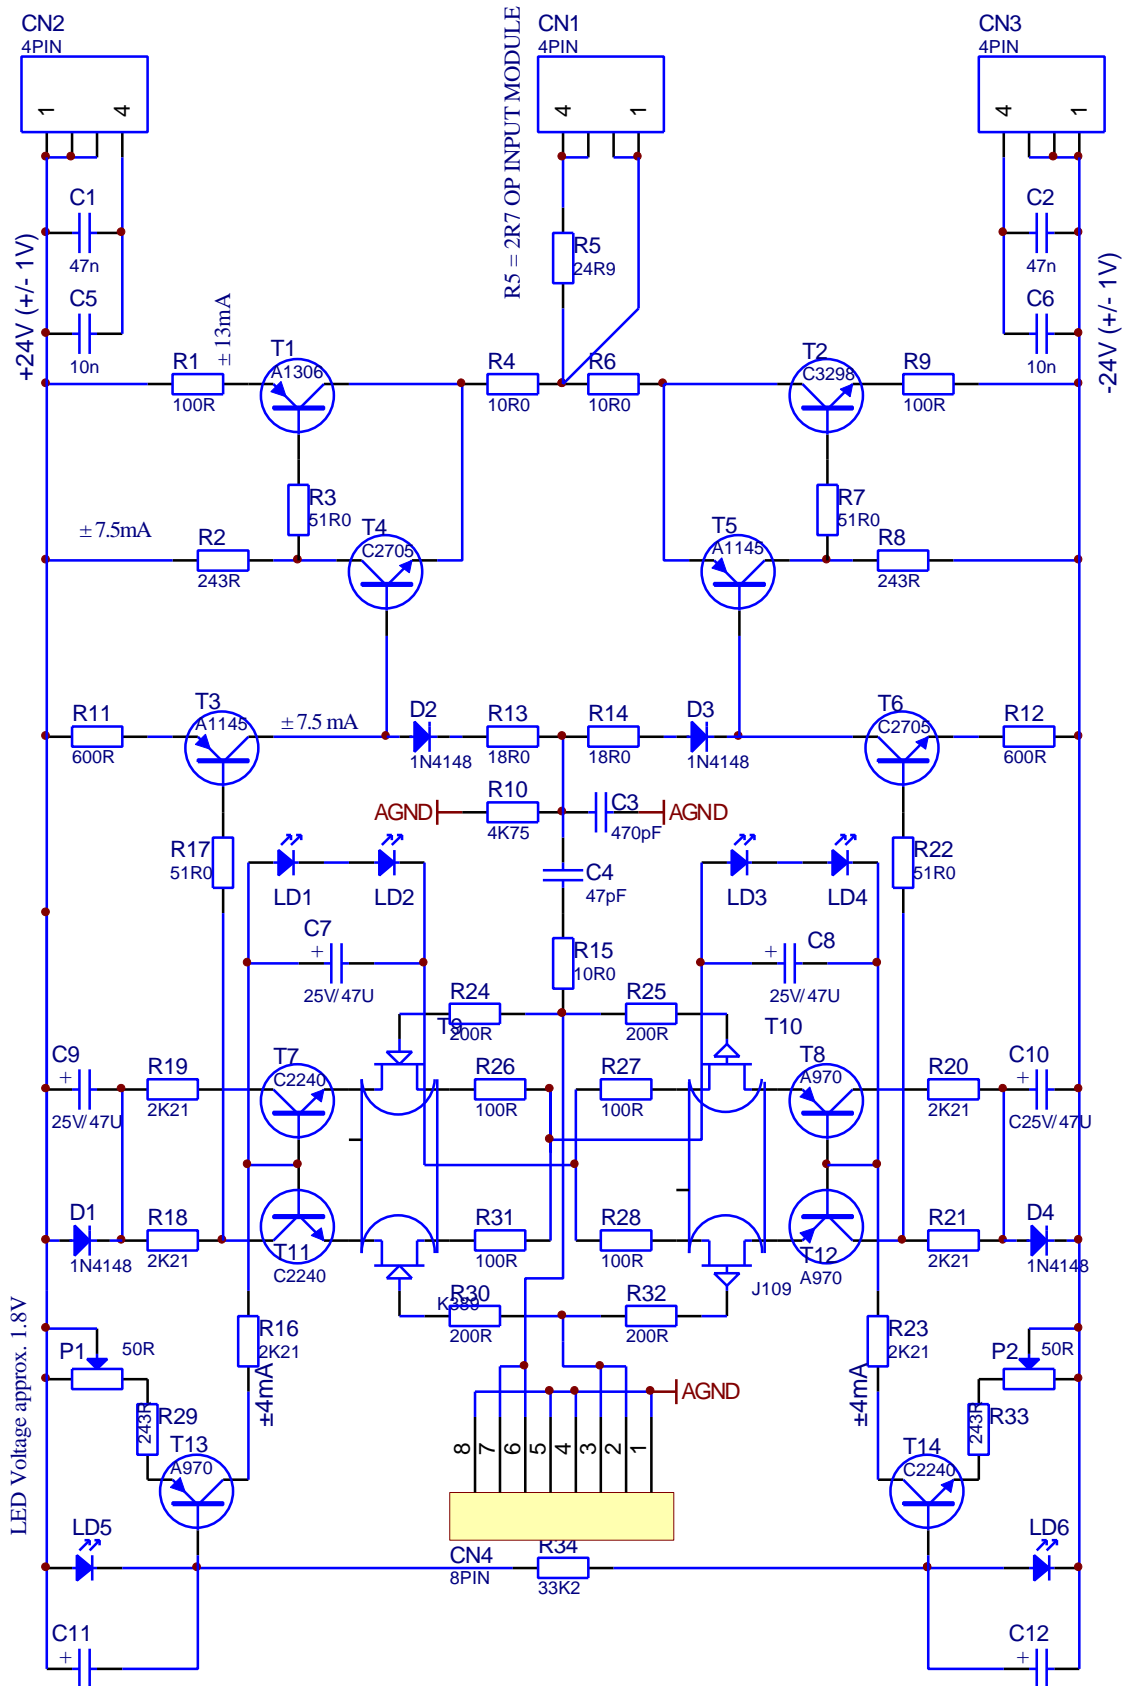 CN2
4PIN
1
4
CN1
4PIN
4
1
CN3
4PIN
4
1
R5 = 2R7 OP INPUT MODULE
C1
47n
C5
10n
+24V (+/- 1V)
R5
24R9
C2
47n
C6
10n
-24V (+/- 1V)
± 13mA
R1
100R
T1
A1306
R4
10R0
R6
10R0
T2
C3298
R9
100R
R3
51R0
R7
51R0
± 7.5mA
R2
243R
T4
C2705
T5
A1145
R8
243R
R11
600R
T3
A1145
± 7.5 mA
D2
1N4148
R13
18R0
R14
18R0
D3
1N4148
T6
C2705
R12
600R
AGND
R10
4K75
C3
470pF
AGND
R17
51R0
LD1
LD2
C4
47pF
LD3
LD4
R22
51R0
C7
+
25V/47U
R15
10R0
C8
+
25V/47U
R24
200R
T9
R25
200R
T10
C9
+
25V/47U
R19
2K21
T7
C2240
R26
100R
R27
100R
T8
A970
R20
2K21
C10
+
C25V/47U
D1
1N4148
R18
2K21
T11
C2240
R31
100R
R28
100R
T12
A970
R21
2K21
D4
1N4148
K389
R30
200R
R32
200R
J109
LED Voltage approx. 1.8V
P1
50R
R16
2K21
±4mA
R23
2K21
±4mA
P2
50R
R29
243R
R33
243R
AGND
8
7
6
5
4
3
2
1
T13
A970
T14
C2240
LD5
CN4
8PIN
R34
33K2
LD6
C11
+
C12
+